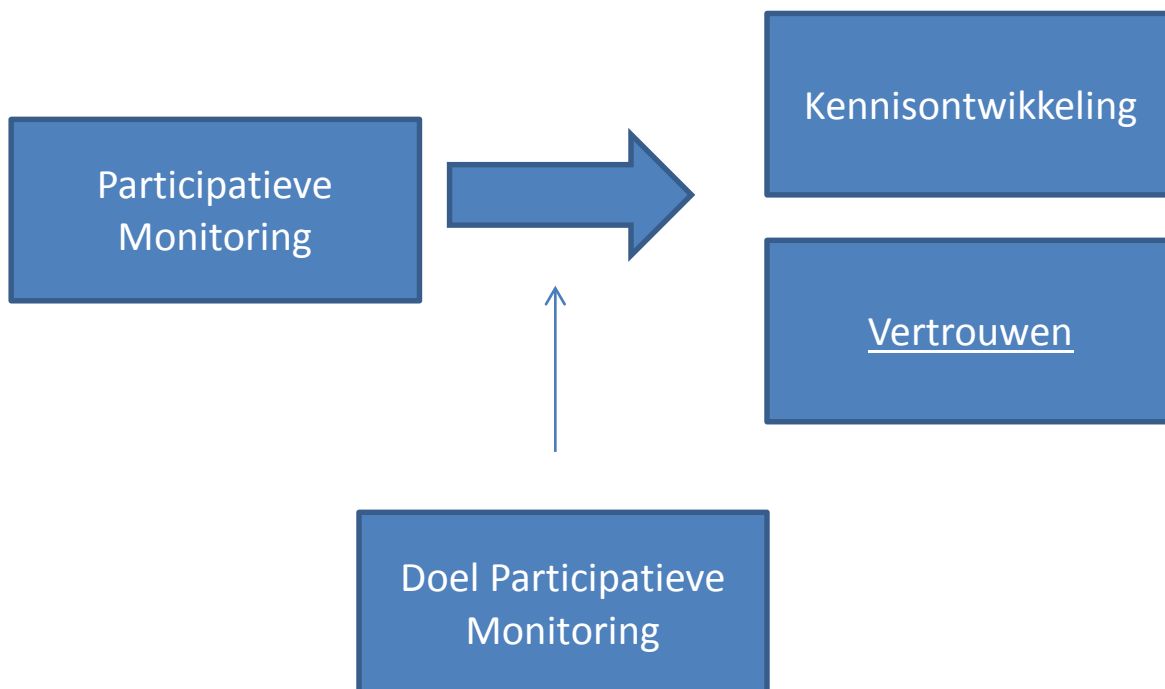 Participatieve
Monitoring
Kennisontwikkeling
Vertrouwen
Doel Participatieve
Monitoring